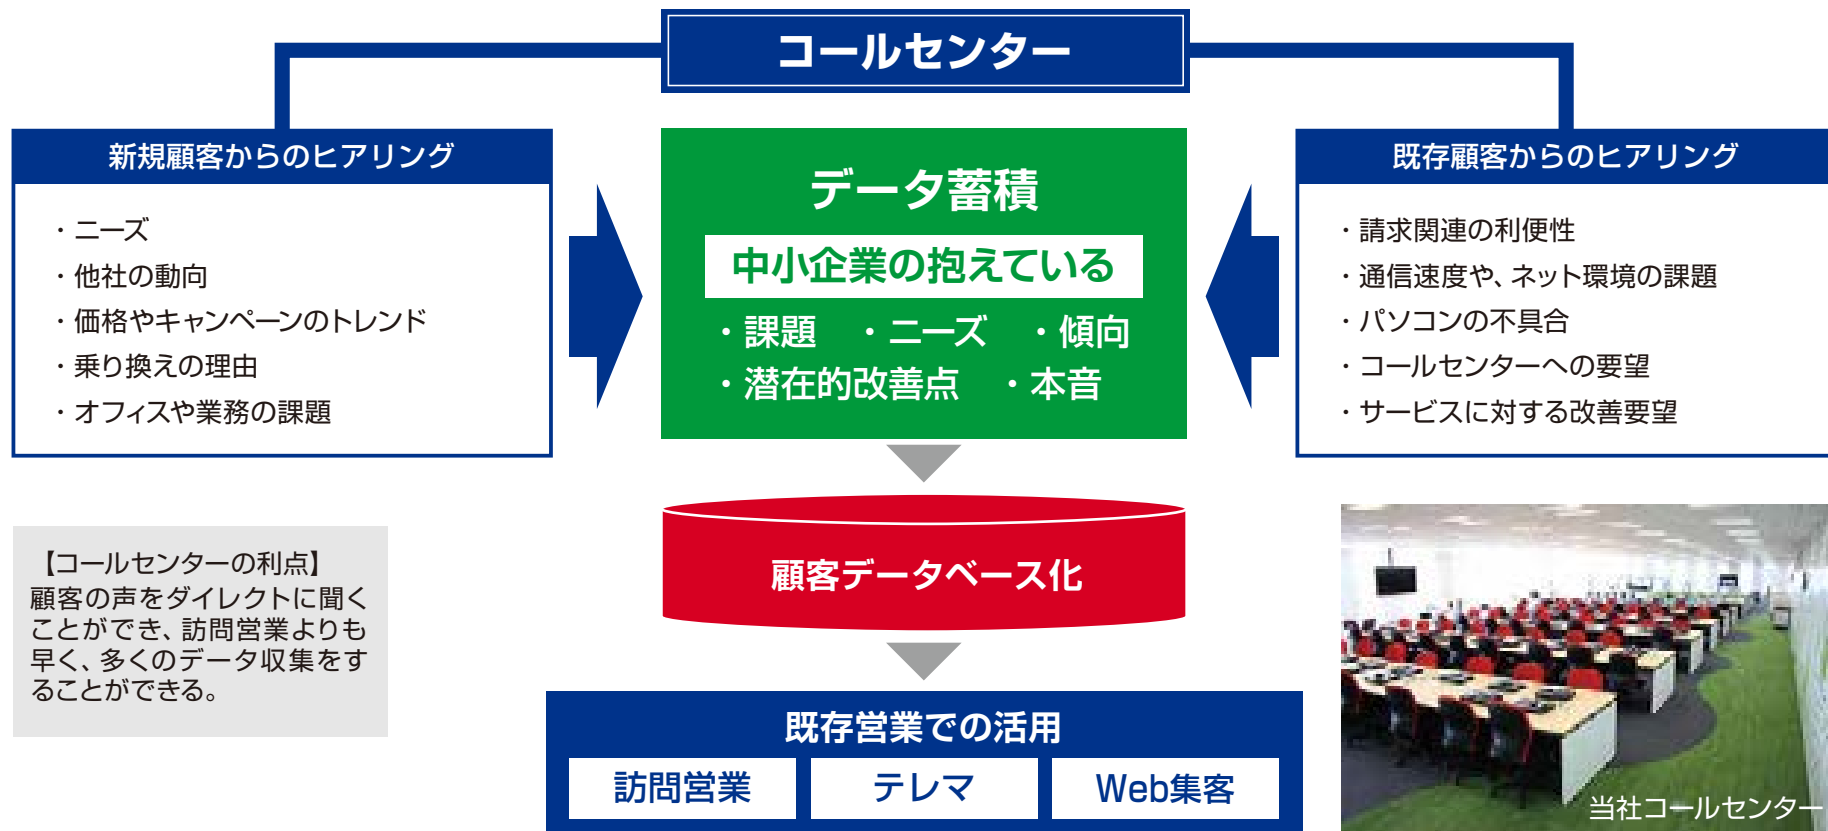 コールセンター
新規顧客からのヒアリング
・ニーズ
・他社の動向
・価格やキャンペーンのトレンド
・乗り換えの理由
・オフィスや業務の課題
データ蓄積
中小企業の抱えている
・課題　・ニーズ　・傾向
・潜在的改善点　・本音
既存顧客からのヒアリング
・請求関連の利便性
・通信速度や、ネット環境の課題
・パソコンの不具合
・コールセンターへの要望
・サービスに対する改善要望
顧客データベース化
【コールセンターの利点】
顧客の声をダイレクトに聞く
ことができ、訪問営業よりも
早く、多くのデータ収集をす
ることができる。
既存営業での活用
訪問営業
テレマ
Web集客
当社コールセンター